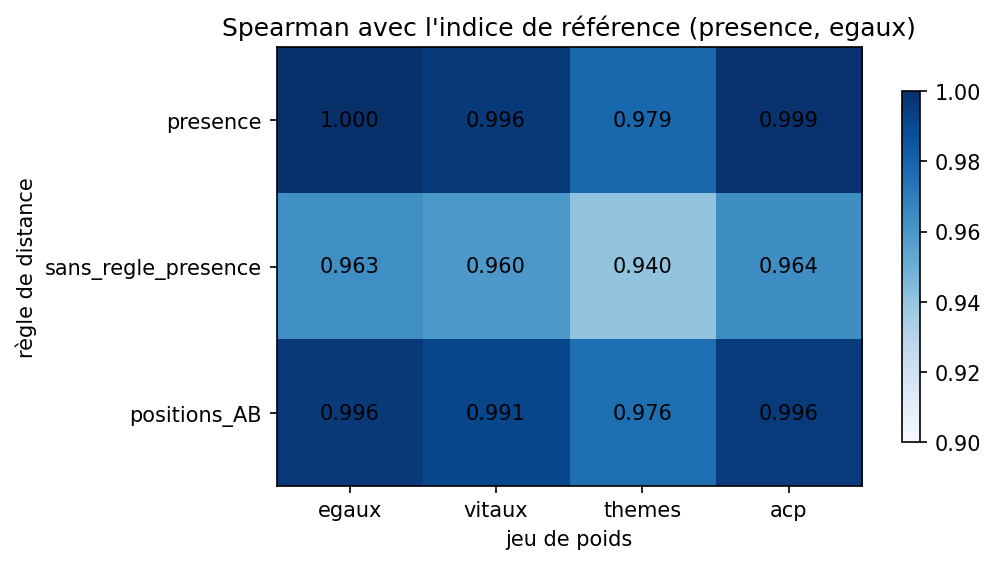 Spearman avec l'indice de référence (presence, egaux)
règle de distance
presence
1.000 0.996 0.979 0.999
sans_regle_presence
0.963 0.960 0.940 0.964
positions_AB
0.996 0.991 0.976 0.996
egaux vitaux themes acp
jeu de poids
1.00
0.98
0.96
0.94
0.92
0.90